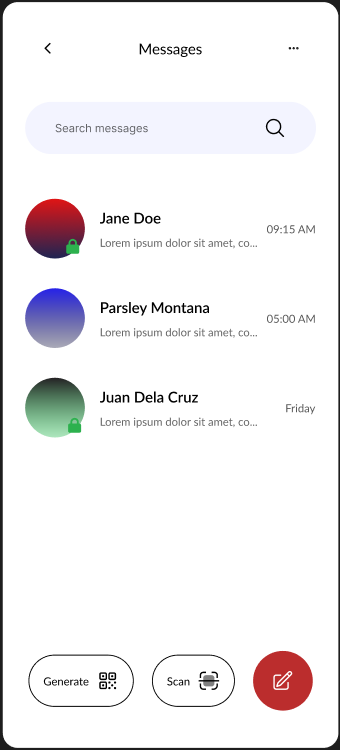 Messages
Search messages
Jane Doe
09:15 AM
Lorem ipsum dolor sit amet, co...
Parsley Montana
05:00 AM
Lorem ipsum dolor sit amet, co...
Juan Dela Cruz
Friday
Lorem ipsum dolor sit amet, co...
Generate
Scan